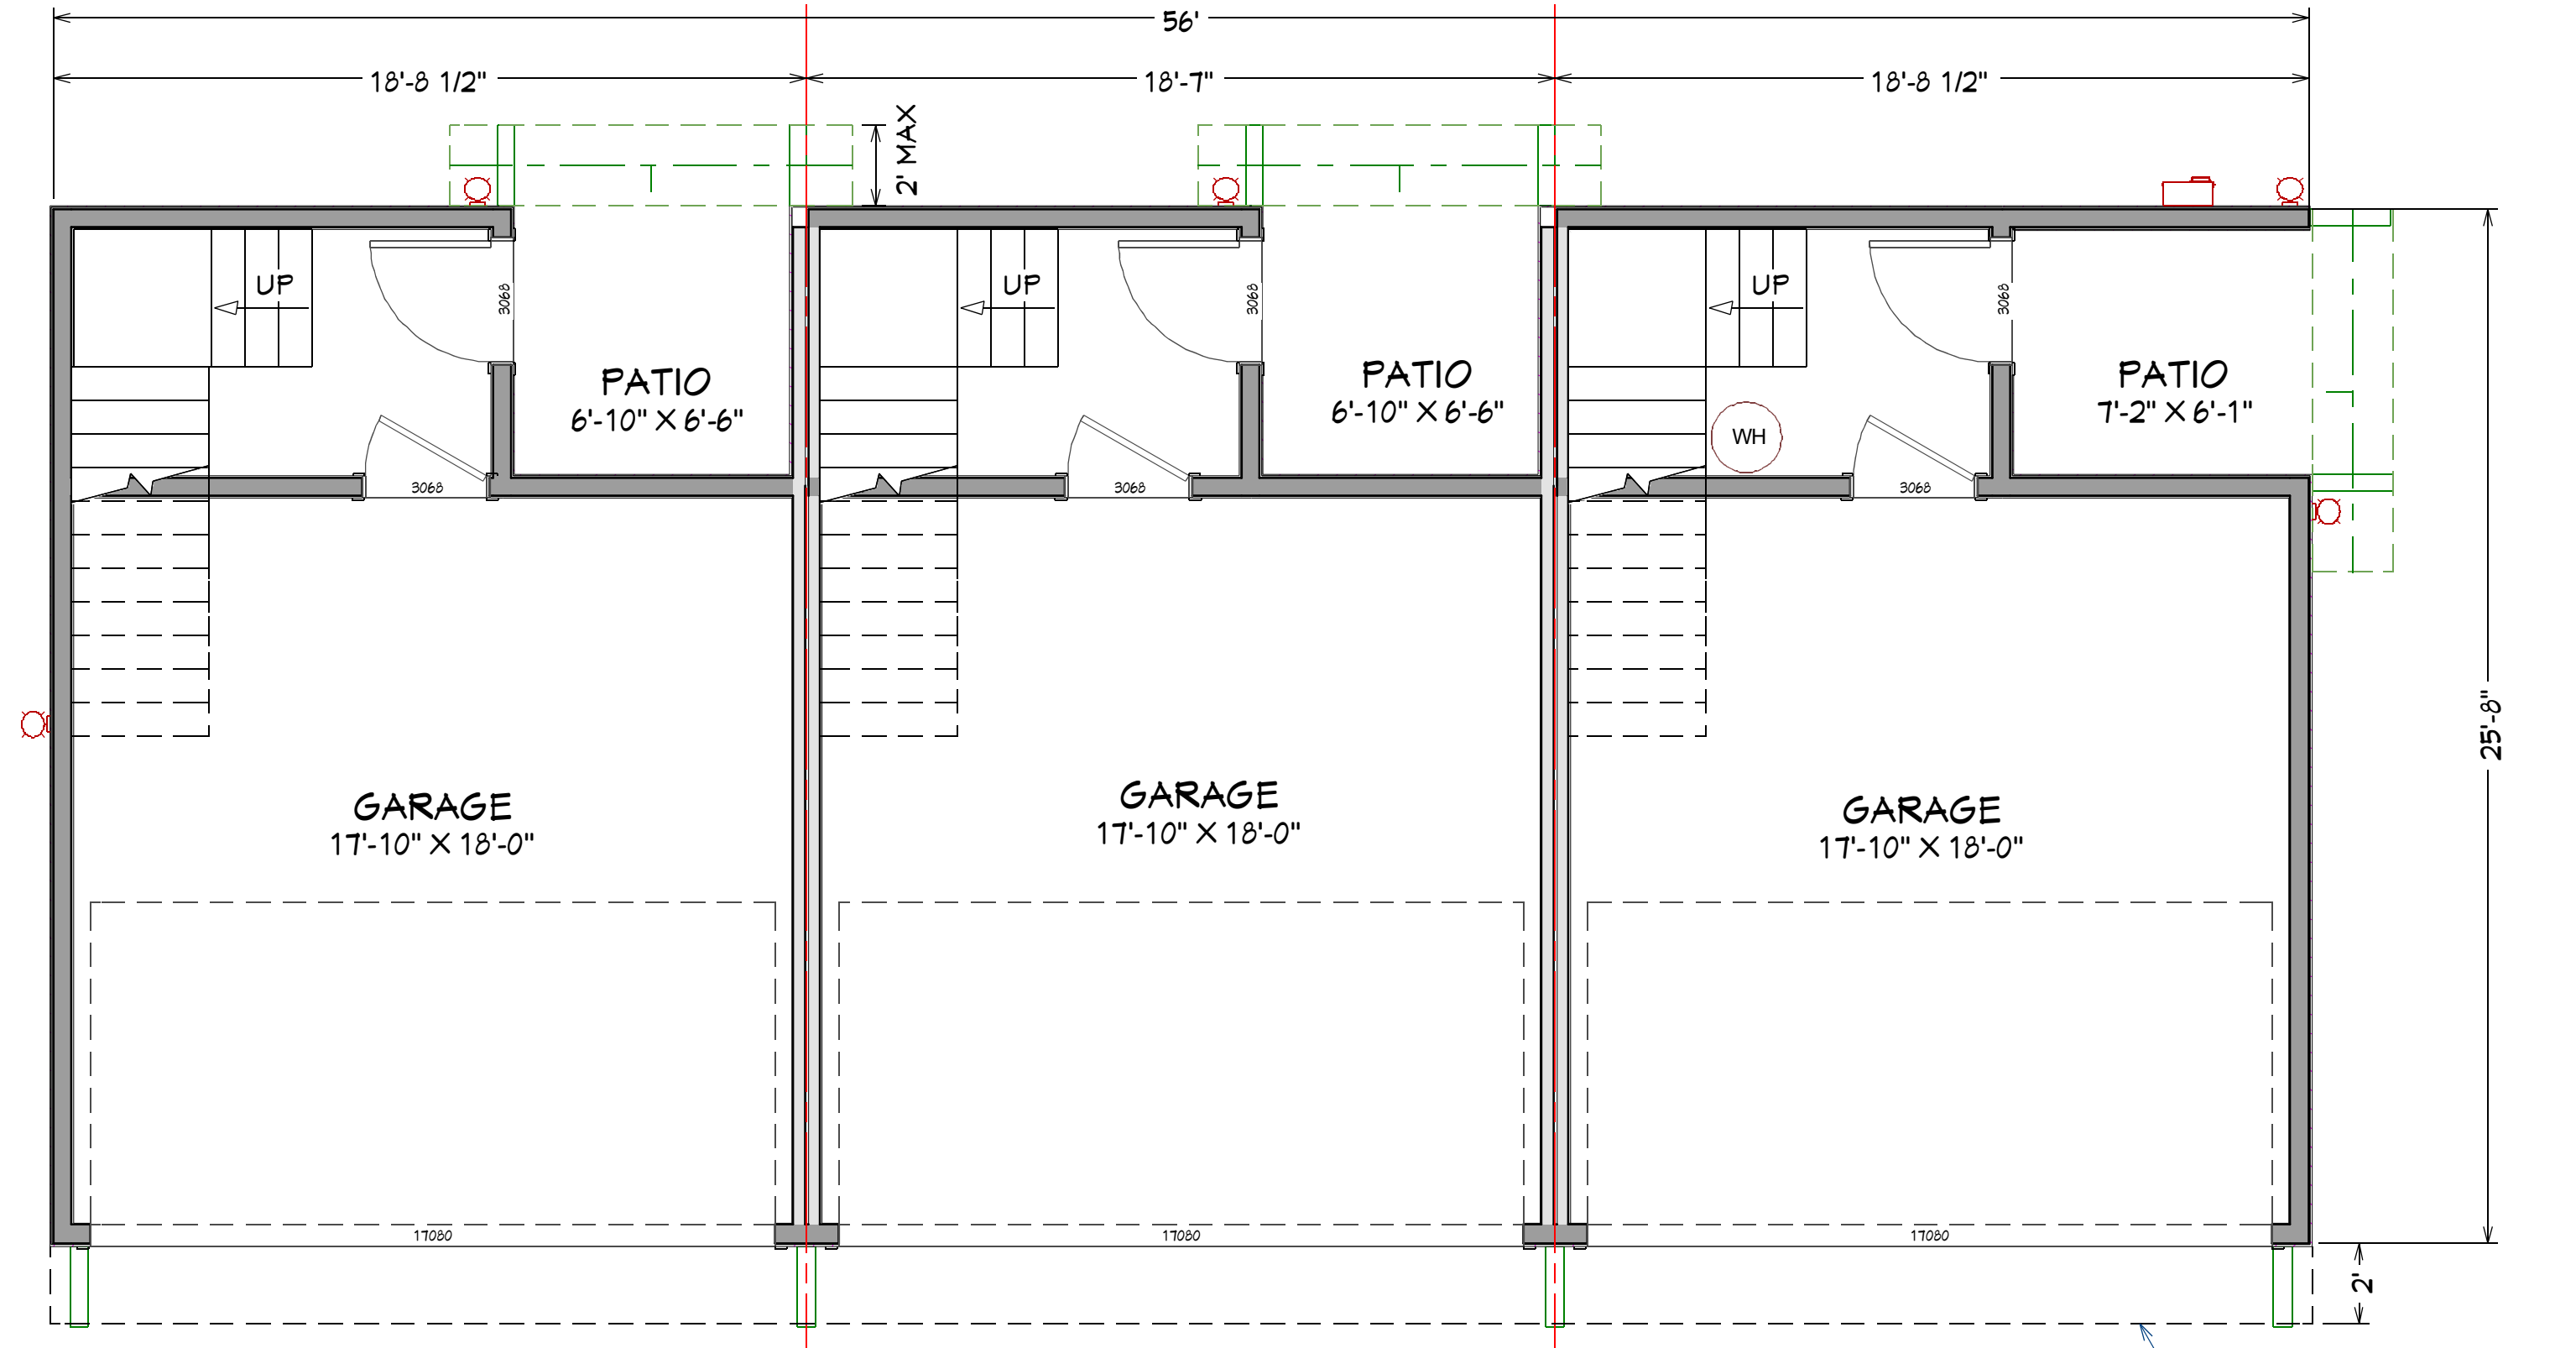 56'
18'-8 1/2"
18'-7"
18'-8 1/2"
2' MAX
UP
UP
UP
3068
3068
3068
PATIO
6'-10" X 6'-6"
PATIO
6'-10" X 6'-6"
PATIO
7'-2" X 6'-1"
WH
3068
3068
3068
25'-8"
GARAGE
17'-10" X 18'-0"
GARAGE
17'-10" X 18'-0"
GARAGE
17'-10" X 18'-0"
17080
17080
17080
2'